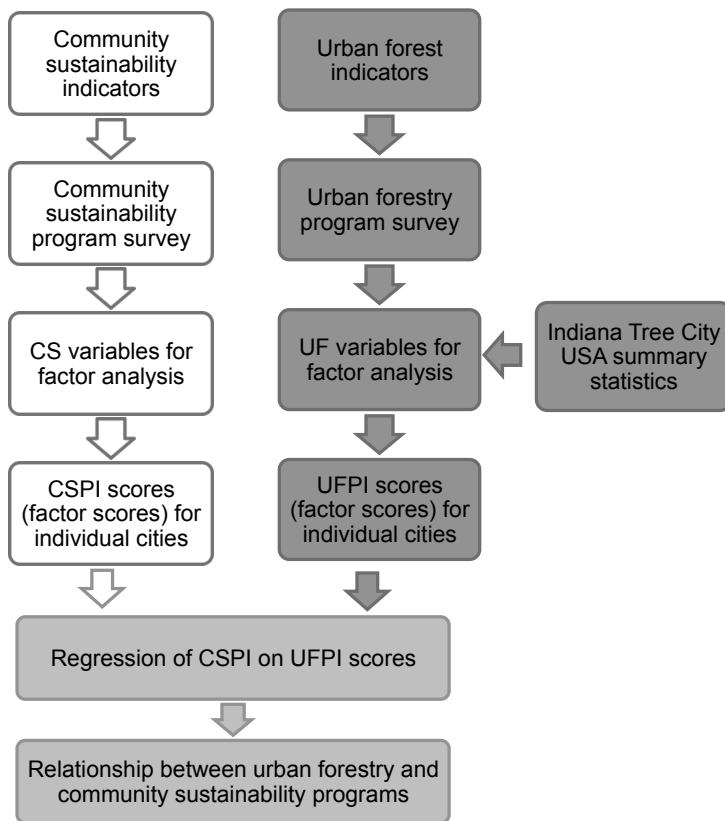 Community
sustainability
indicators
Urban forest
indicators
Community
sustainability
program survey
Urban forestry
program survey
CS variables for
factor analysis
UF variables for
factor analysis
Indiana Tree City
USA summary
statistics
CSPI scores
(factor scores) for
individual cities
UFPI scores
(factor scores) for
individual cities
Regression of CSPI on UFPI scores
Relationship between urban forestry and
community sustainability programs